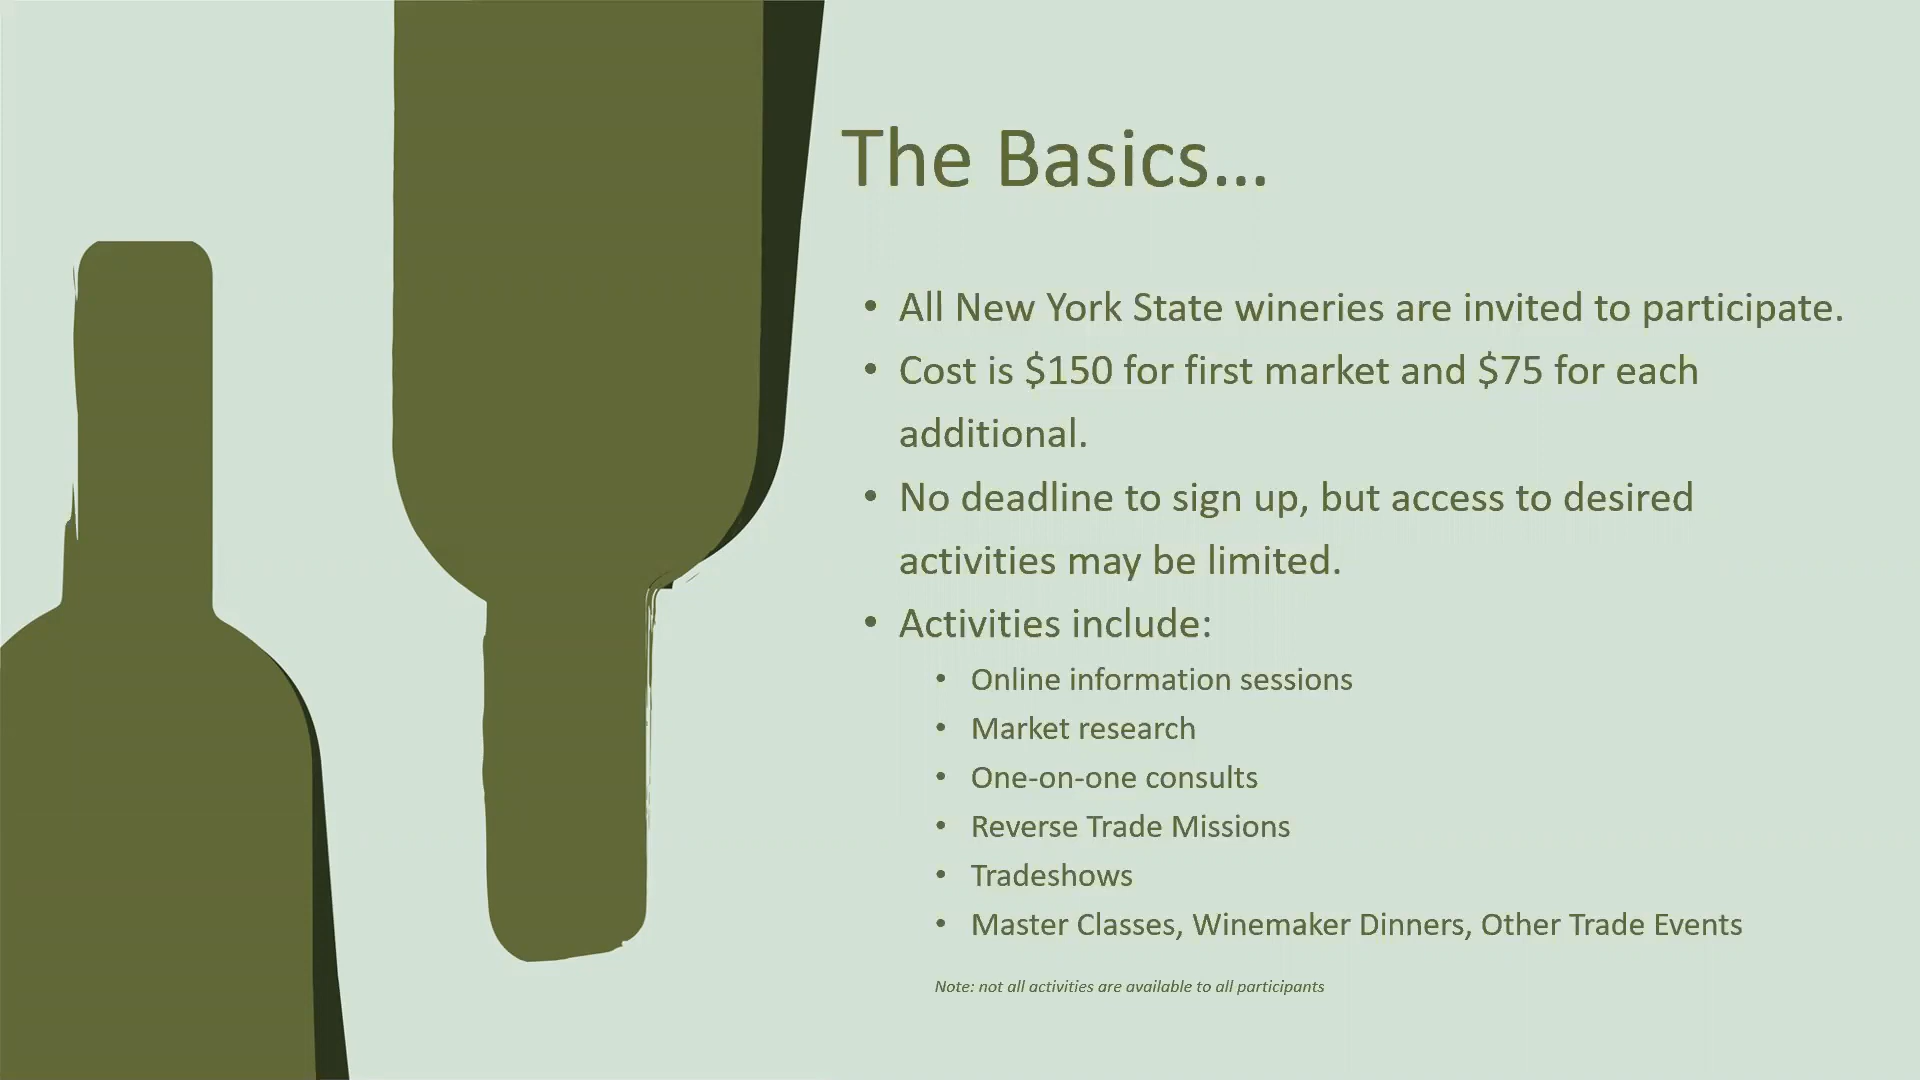 The Basics...
• All New York State wineries are invited to participate.
• Cost is $150 for first market and $75 for each
additional.
• No deadline to sign up, but access to desired
activities may be limited.
• Activities include:
• Online information sessions
• Market research
• One-on-one consults
• Reverse Trade Missions
• Tradeshows
• Master Classes, Winemaker Dinners, Other Trade Events
Note: not all activities are available to all participants